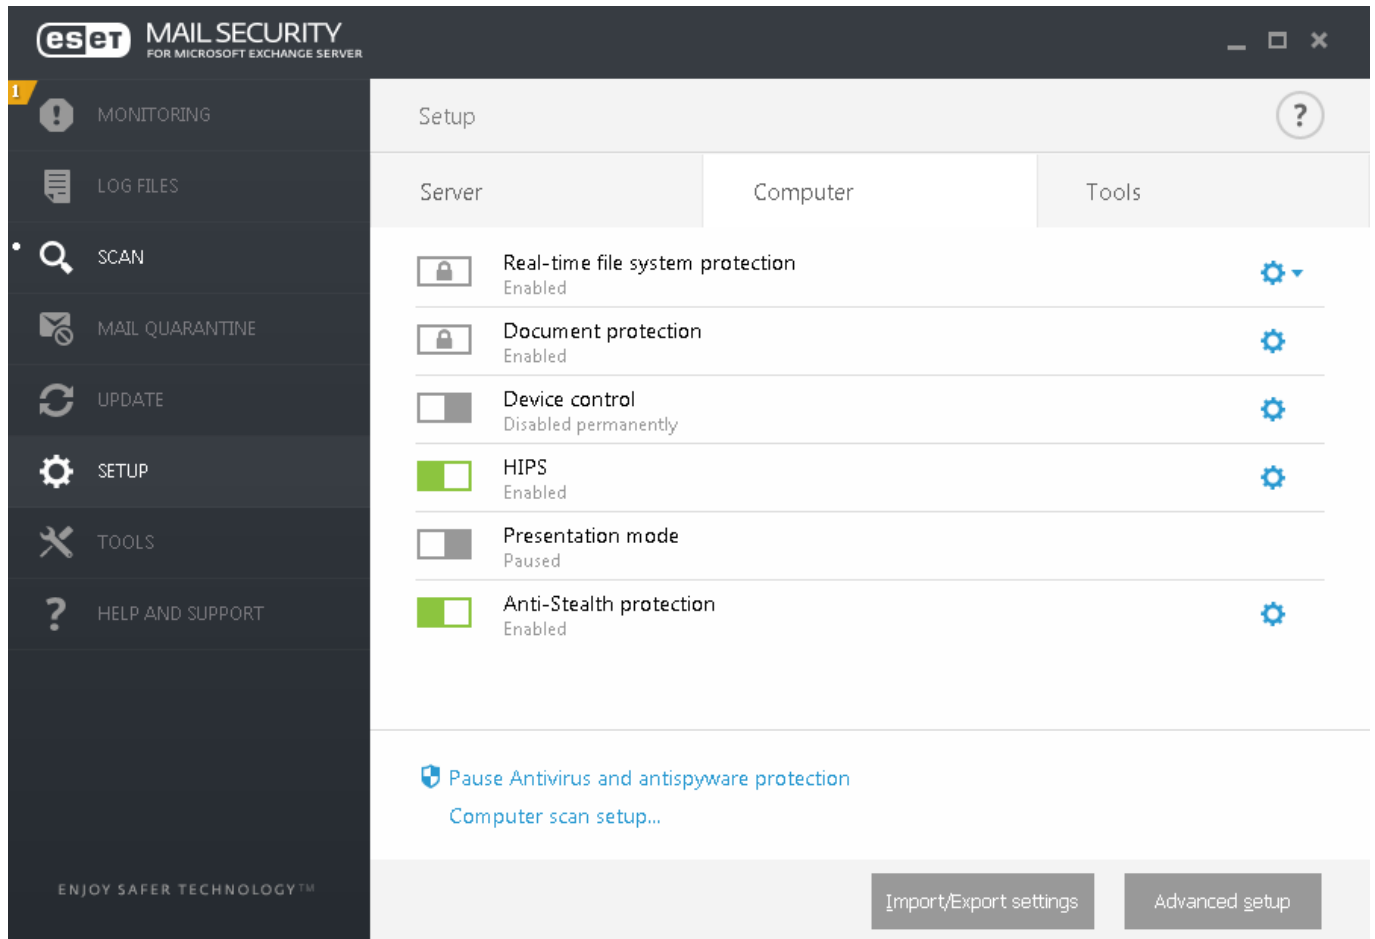 eset MAIL SECURITY
FOR MICROSOFT EXCHANGE SERVER
1
MONITORING
LOG FILES
SCAN
MAIL QUARANTINE
UPDATE
SETUP
TOOLS
HELP AND SUPPORT
ENJOY SAFER TECHNOLOGY™
Setup
?
Server Computer Tools
Real-time file system protection
Enabled
Document protection
Enabled
Device control
Disabled permanently
HIPS
Enabled
Presentation mode
Paused
Anti-Stealth protection
Enabled
Pause Antivirus and antispyware protection
Computer scan setup...
Import/Export settings Advanced setup